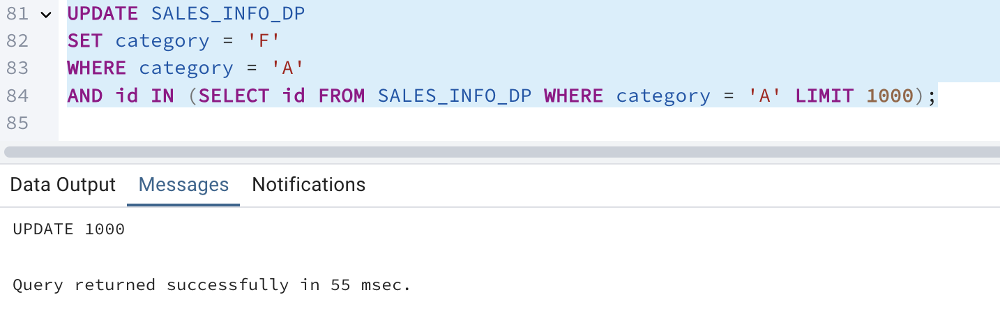 81 UPDATE SALES_INFO_DP
82 SET category = 'F'
83 WHERE category = 'A'
84 AND id IN (SELECT id FROM SALES_INFO_DP WHERE category = 'A' LIMIT 1000);
85
Data Output Messages Notifications
UPDATE 1000
Query returned successfully in 55 msec.